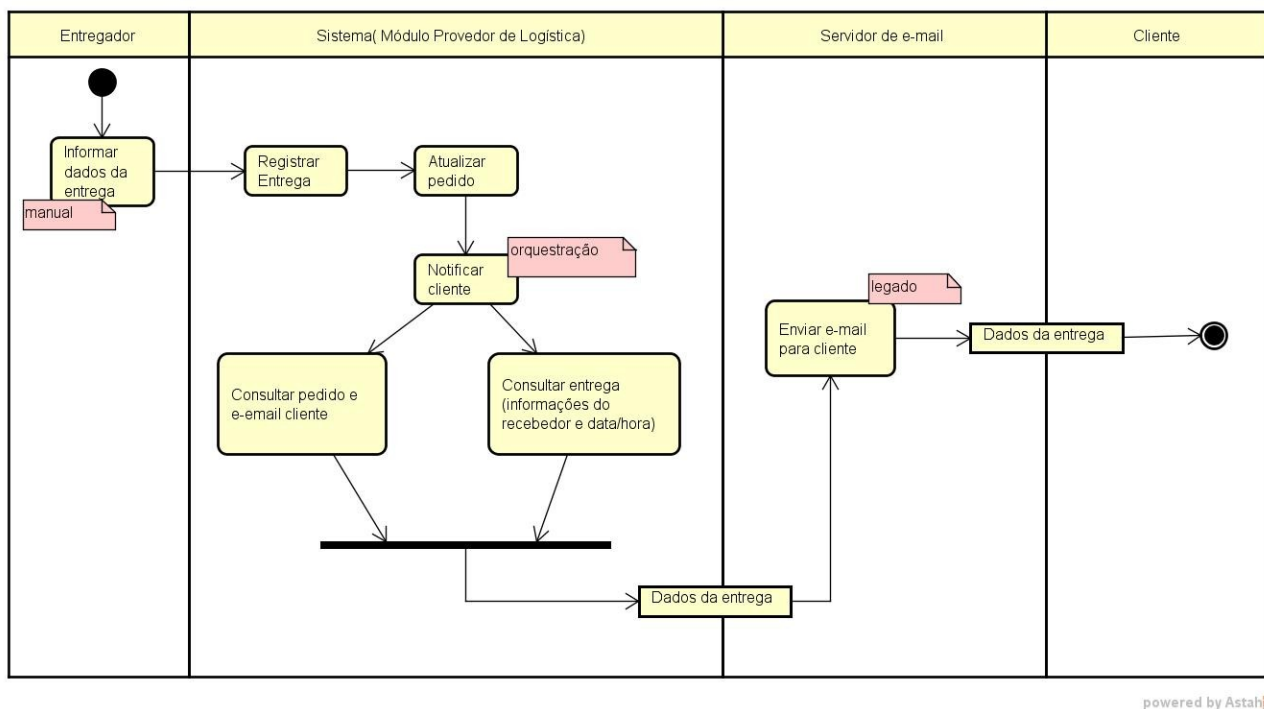 Entregador
Sistema( Módulo Provedor de Logística)
Servidor de e-mail
Cliente
Informar
dados da
entrega
manual
Registrar
Entrega
Atualizar
pedido
Notificar
cliente
orquestração
Consultar pedido e
e-email cliente
Consultar entrega
(informações do
recebedor e data/hora)
Dados da entrega
legado
Enviar e-mail
para cliente
Dados da entrega
powered by Astah